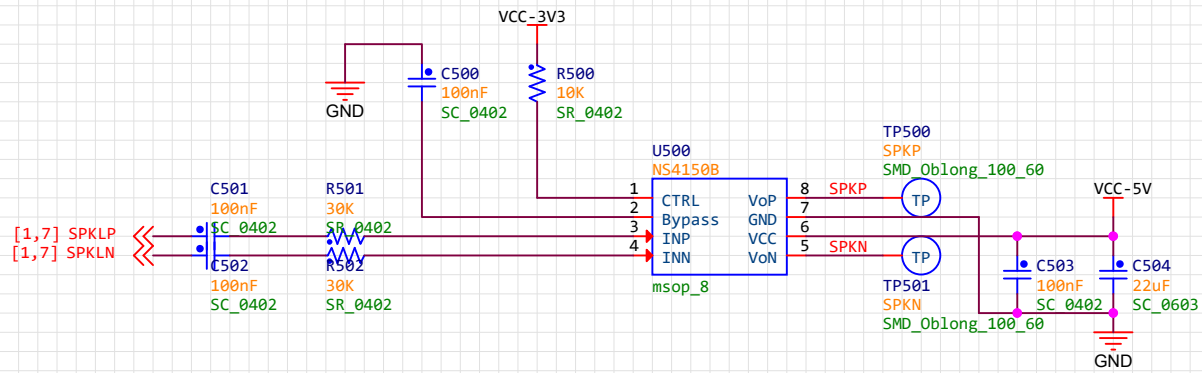 VCC-3V3
C500
100nF
SC_0402
GND
R500
10K
SR_0402
C501
100nF
SC_0402
R501
30K
SR_0402
[1,7] SPKLP
[1,7] SPKLN
C502
100nF
SC_0402
R502
30K
SR_0402
U500
NS4150B
1 CTRL
2 Bypass
3 INP
4 INN
VoP 8
GND 7
VCC 6
VoN 5
msop_8
SPKP
SPKN
TP500
SPKP
SMD_Oblong_100_60
TP
TP
TP501
SPKN
SMD_Oblong_100_60
VCC-5V
C503
100nF
SC_0402
C504
22uF
SC_0603
GND